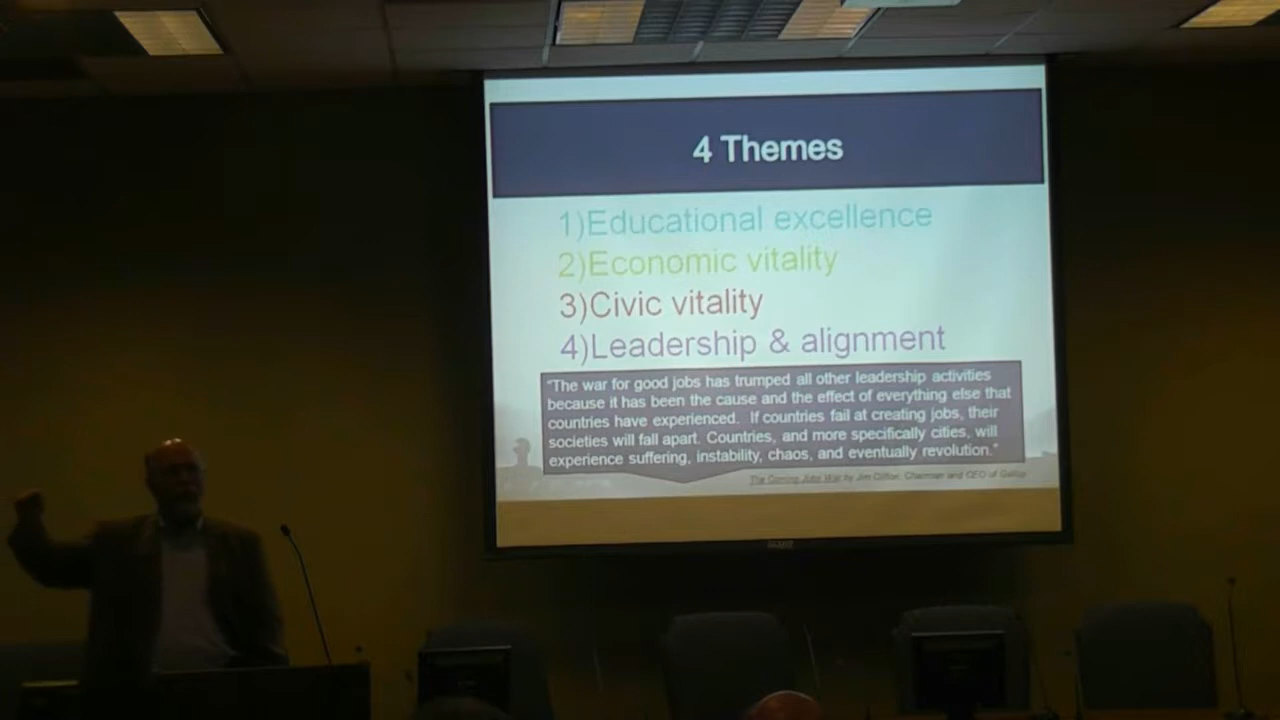 4 Themes
1)Educational excellence
2)Economic vitality
3)Civic vitality
4)Leadership & alignment
"The war for good jobs has trumped all other leadership activities
because it has been the cause and the effect of everything else that
countries have experienced. If countries fail at creating jobs, their
societies will fall apart. Countries, and more specifically cities, will
experience suffering, instability, chaos, and eventually revolution."
The Coming Jobs War by Jim Clifton, Chairman and CEO of Gallup